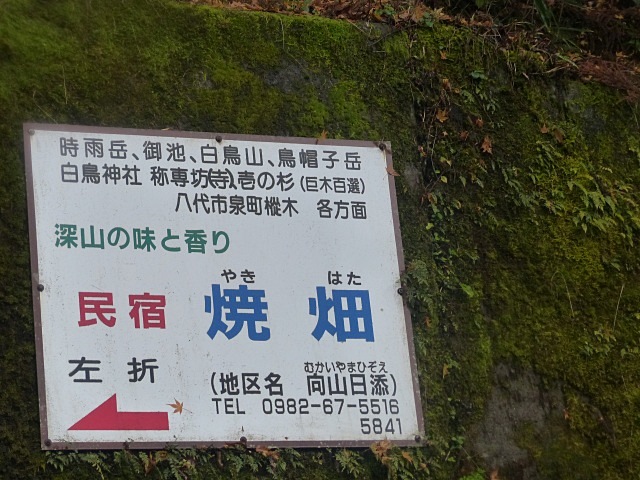 時雨岳、御池、白鳥山、烏帽子岳
白鳥神社 称専坊(寺)、壱の杉(巨木百選)
八代市泉町樅木 各方面
深山の味と香り
やき はた
民宿 焼畑
左折
むかいやまひぞえ
(地区名 向山日添)
TEL 0982-67-5516
5841